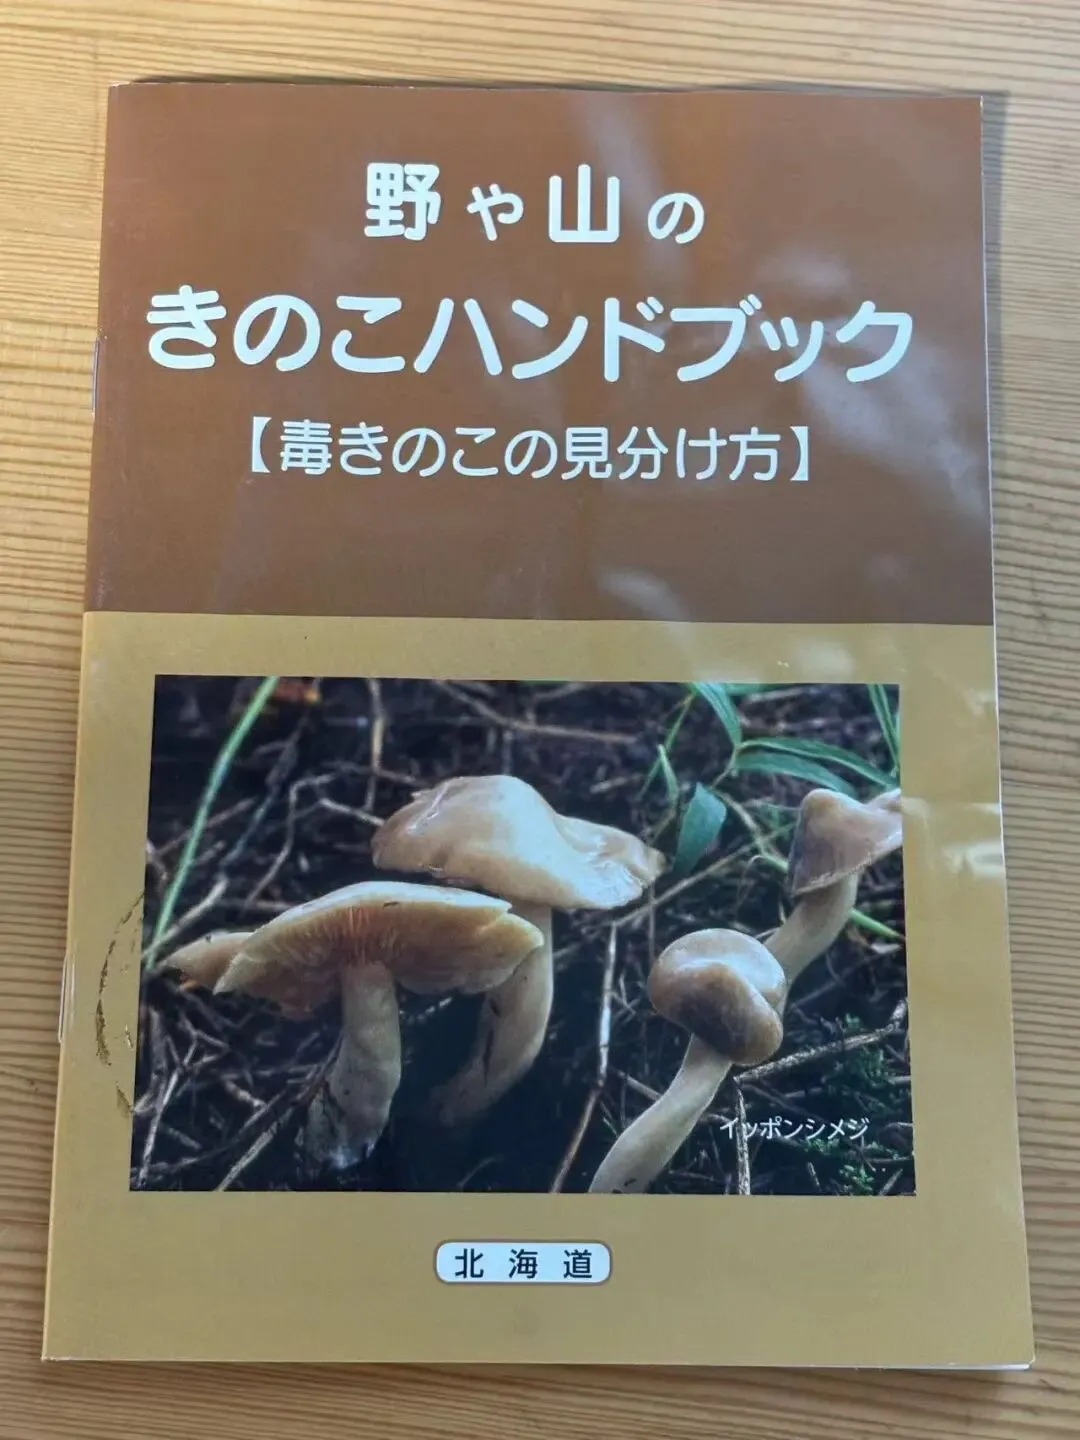 野や山の
きのこハンドブック
【毒きのこの見分け方】
イッポンシメジ
北海道